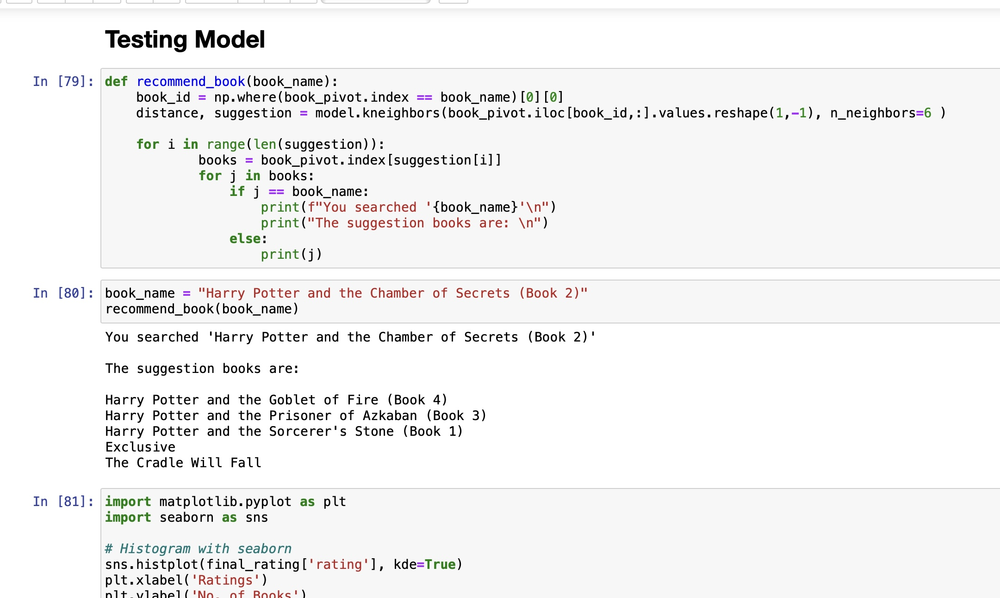 Testing Model
In [79]:
def recommend_book(book_name):
    book_id = np.where(book_pivot.index == book_name)[0][0]
    distance, suggestion = model.kneighbors(book_pivot.iloc[book_id,:].values.reshape(1,-1), n_neighbors=6 )
    for i in range(len(suggestion)):
            books = book_pivot.index[suggestion[i]]
            for j in books:
                if j == book_name:
                    print(f"You searched '{book_name}'\n")
                    print("The suggestion books are: \n")
                else:
                    print(j)
In [80]:
book_name = "Harry Potter and the Chamber of Secrets (Book 2)"
recommend_book(book_name)
You searched 'Harry Potter and the Chamber of Secrets (Book 2)'
The suggestion books are:
Harry Potter and the Goblet of Fire (Book 4)
Harry Potter and the Prisoner of Azkaban (Book 3)
Harry Potter and the Sorcerer's Stone (Book 1)
Exclusive
The Cradle Will Fall
In [81]:
import matplotlib.pyplot as plt
import seaborn as sns
# Histogram with seaborn
sns.histplot(final_rating['rating'], kde=True)
plt.xlabel('Ratings')
plt.ylabel('No. of Books')